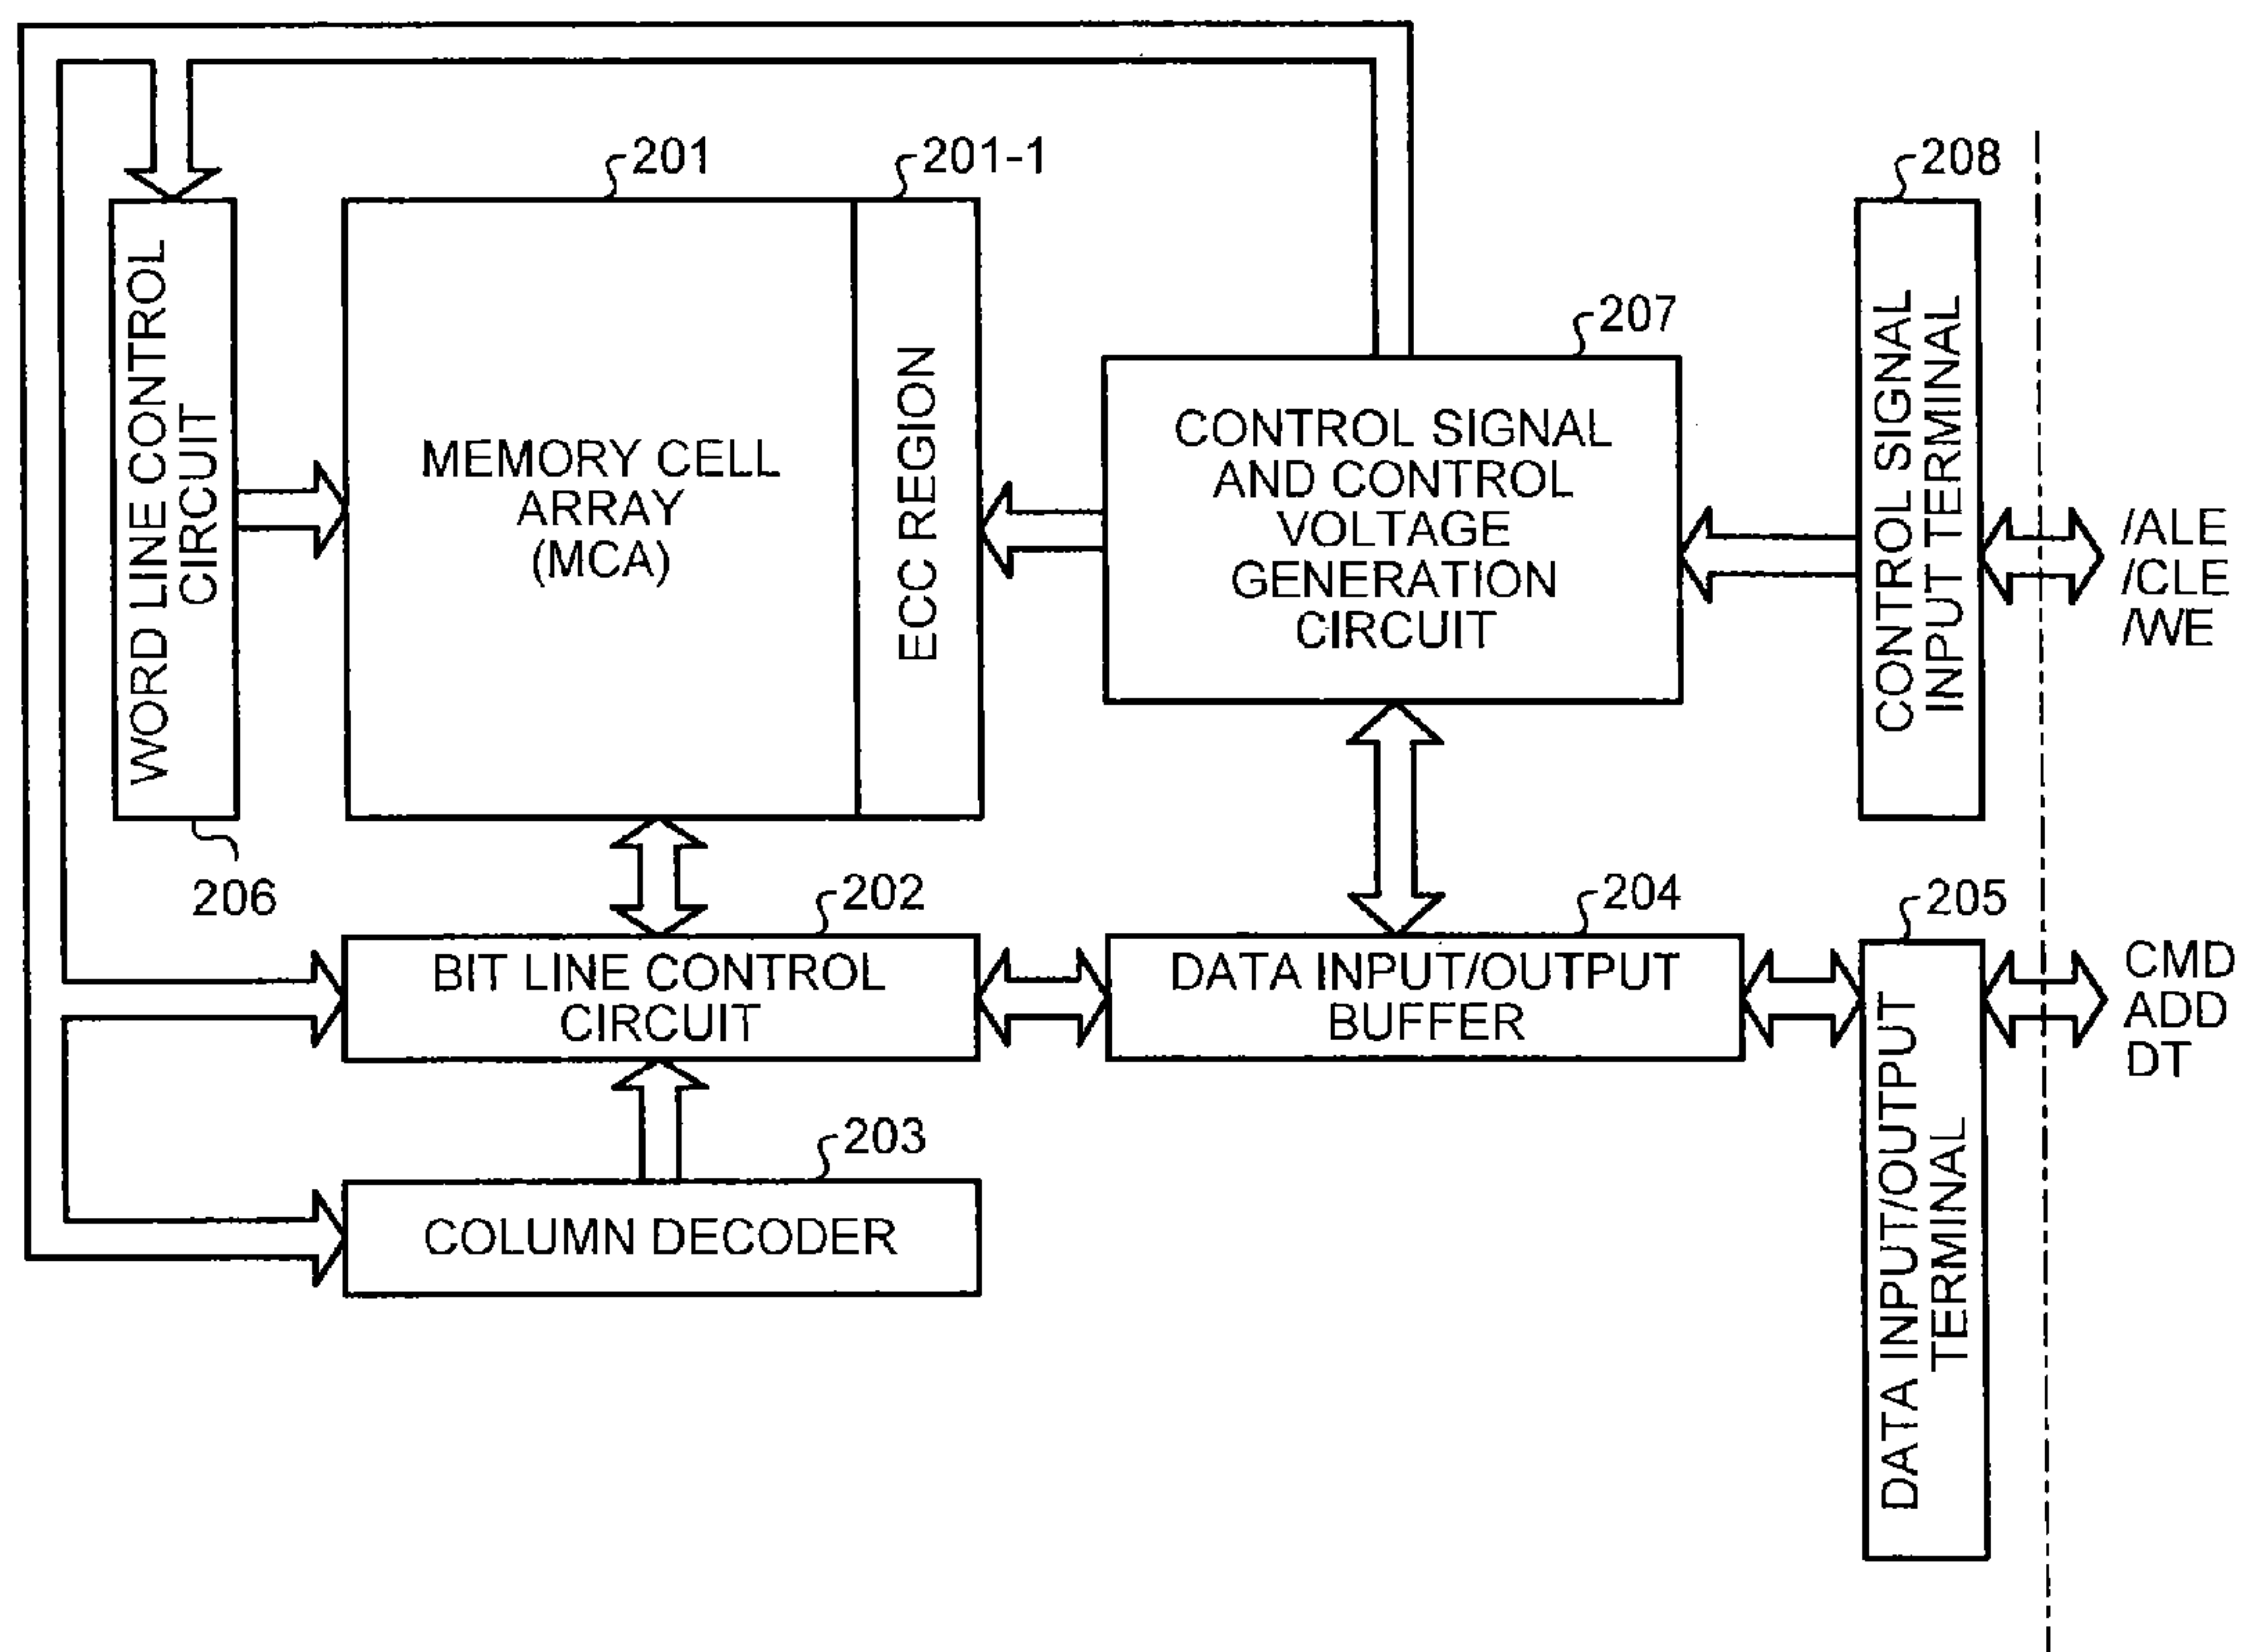 201
201-1
208
207
WORD LINE CONTROL
CIRCUIT
MEMORY CELL
ARRAY
(MCA)
ECC REGION
CONTROL SIGNAL
AND CONTROL
VOLTAGE
GENERATION
CIRCUIT
CONTROL SIGNAL
INPUT TERMINAL
/ALE
/CLE
/WE
206
202
204
205
BIT LINE CONTROL
CIRCUIT
DATA INPUT/OUTPUT
BUFFER
DATA INPUT/OUTPUT
TERMINAL
CMD
ADD
DT
203
COLUMN DECODER